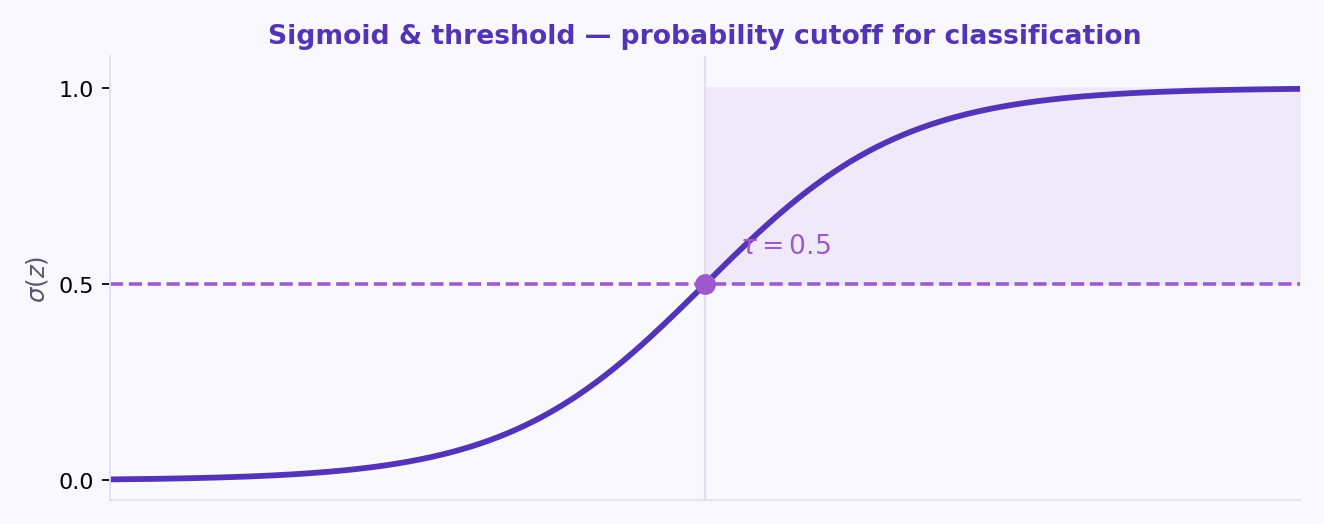 Sigmoid & threshold — probability cutoff for classification
1.0
τ = 0.5
σ(z)
0.5
0.0